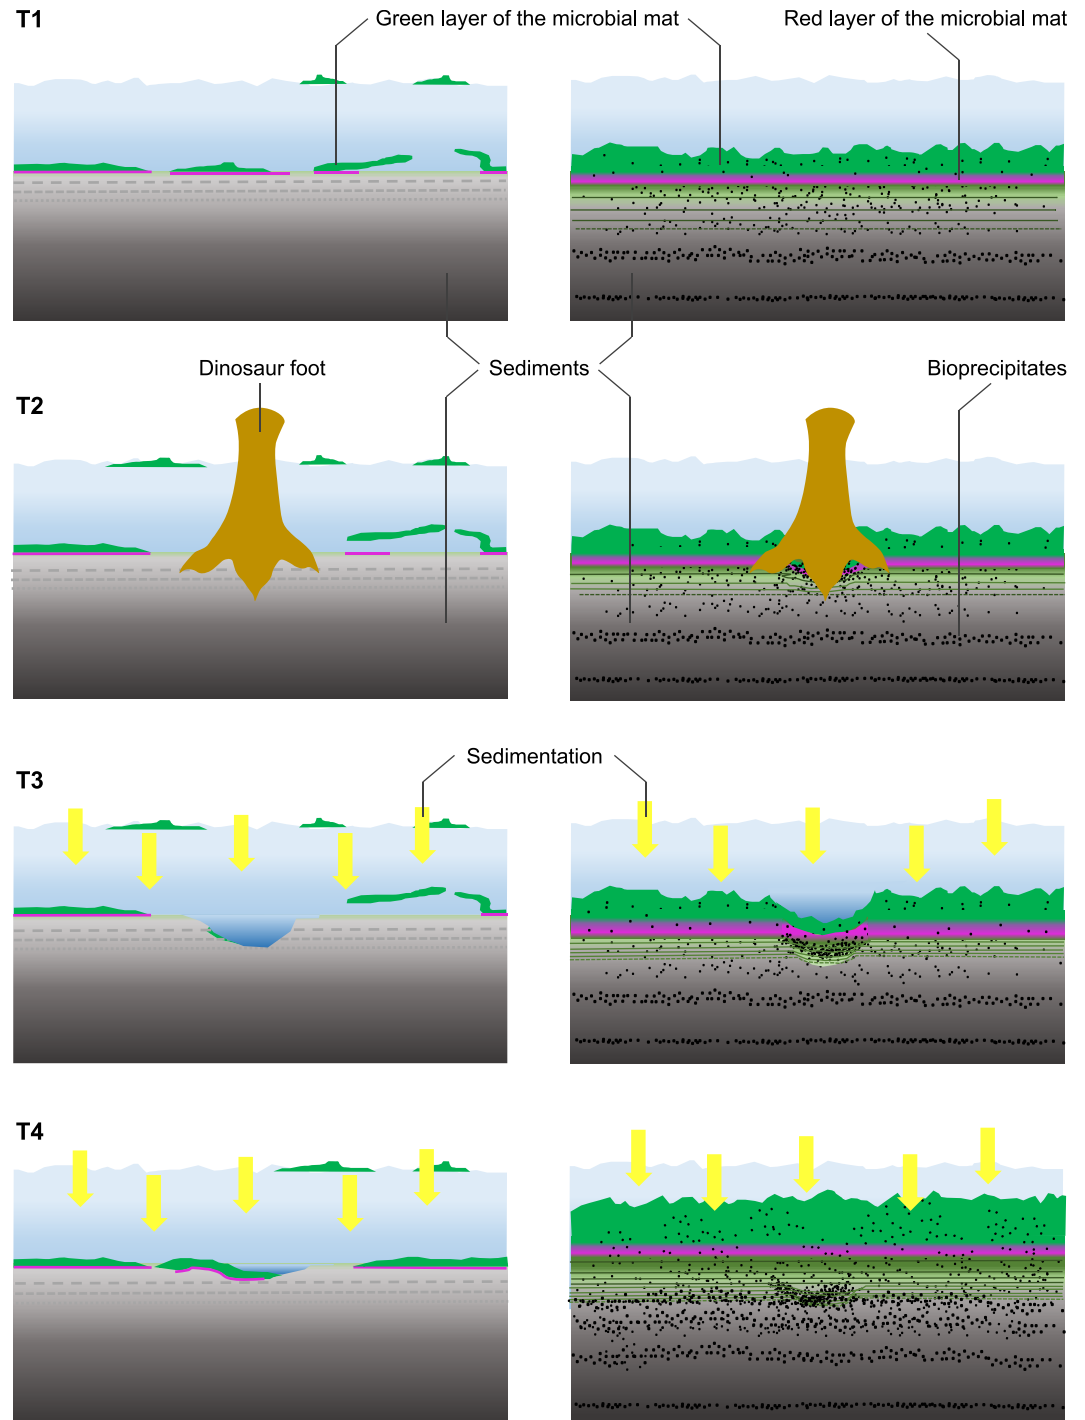 T1
Green layer of the microbial mat
Red layer of the microbial mat
Dinosaur foot
Sediments
Bioprecipitates
T2
Sedimentation
T3
T4